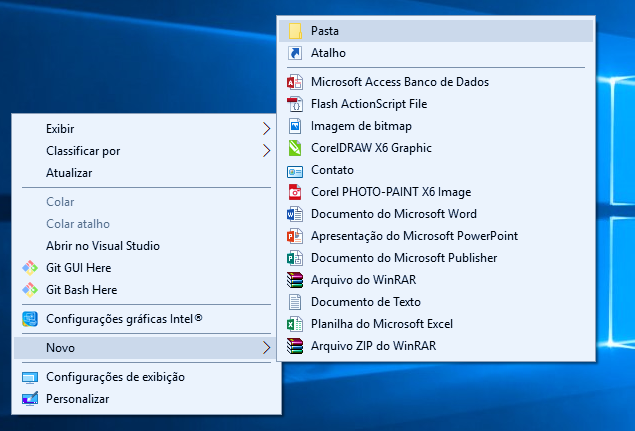 Exibir
Classificar por
Atualizar
Colar
Colar atalho
Abrir no Visual Studio
Git GUI Here
Git Bash Here
Configurações gráficas Intel®
Novo
Configurações de exibição
Personalizar
Pasta
Atalho
Microsoft Access Banco de Dados
Flash ActionScript File
Imagem de bitmap
CorelDRAW X6 Graphic
Contato
Corel PHOTO-PAINT X6 Image
Documento do Microsoft Word
Apresentação do Microsoft PowerPoint
Documento do Microsoft Publisher
Arquivo do WinRAR
Documento de Texto
Planilha do Microsoft Excel
Arquivo ZIP do WinRAR